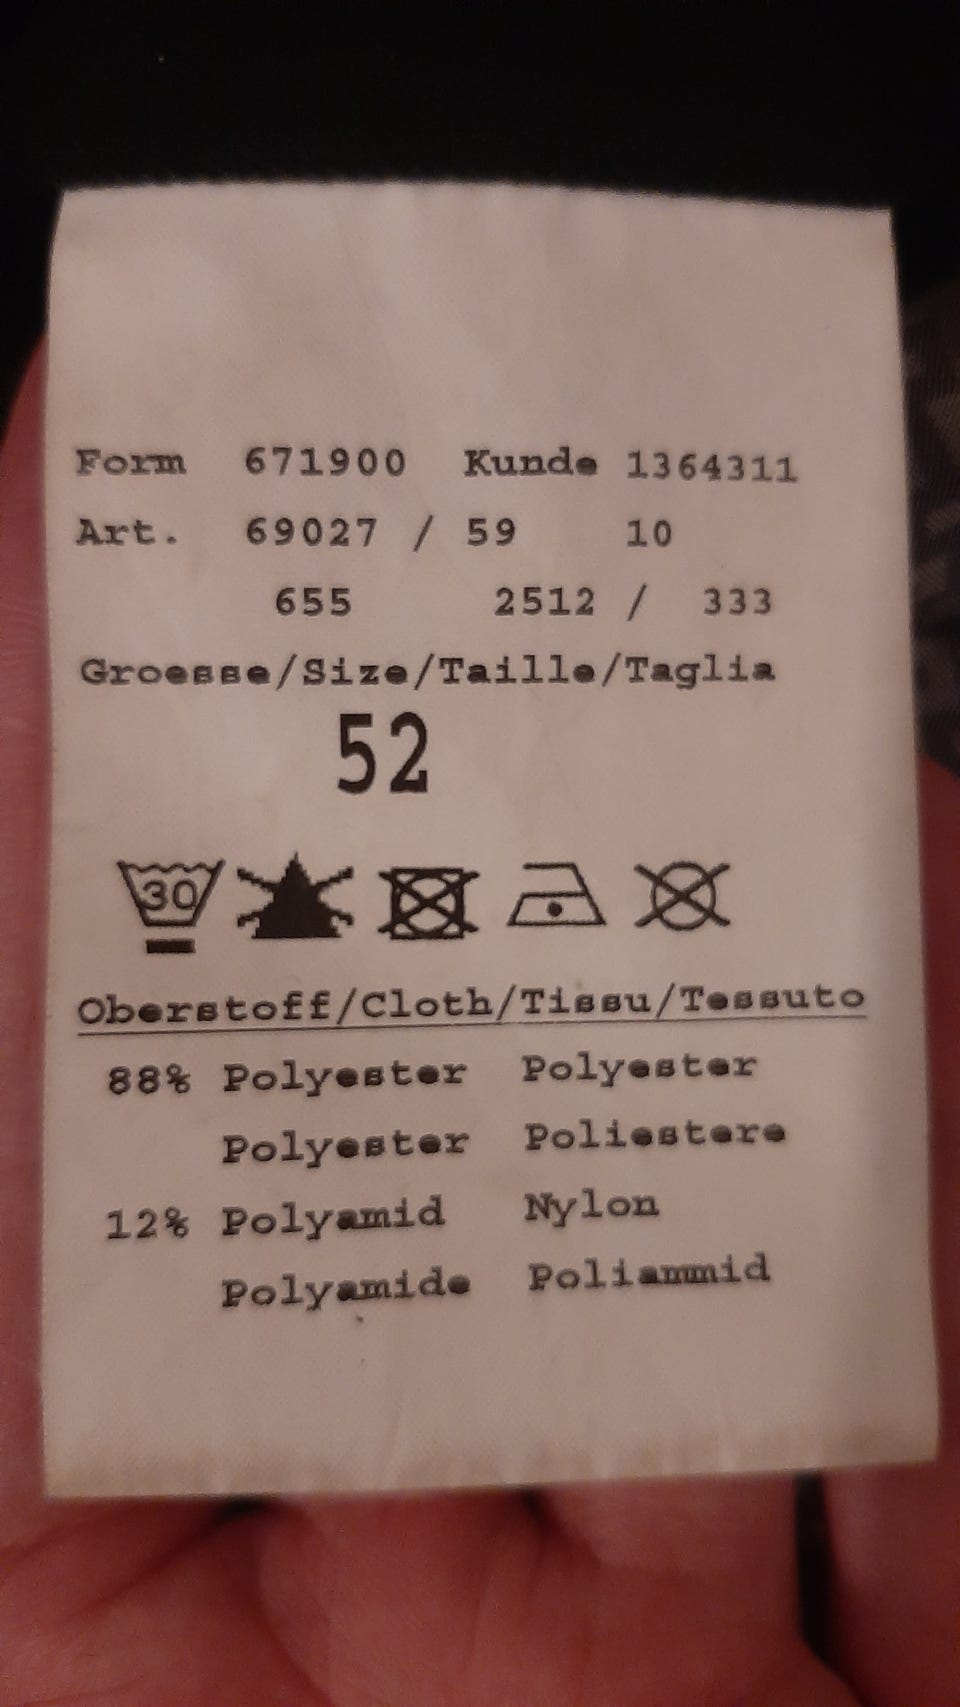 Form 671900 Kunde 1364311
Art. 69027 / 59 10
655 2512 / 333
Groesse/Size/Taille/Taglia
52
30
Oberstoff/Cloth/Tissu/Tessuto
88% Polyester Polyester
Polyester Poliestere
12% Polyamid Nylon
Polyamide Poliammid